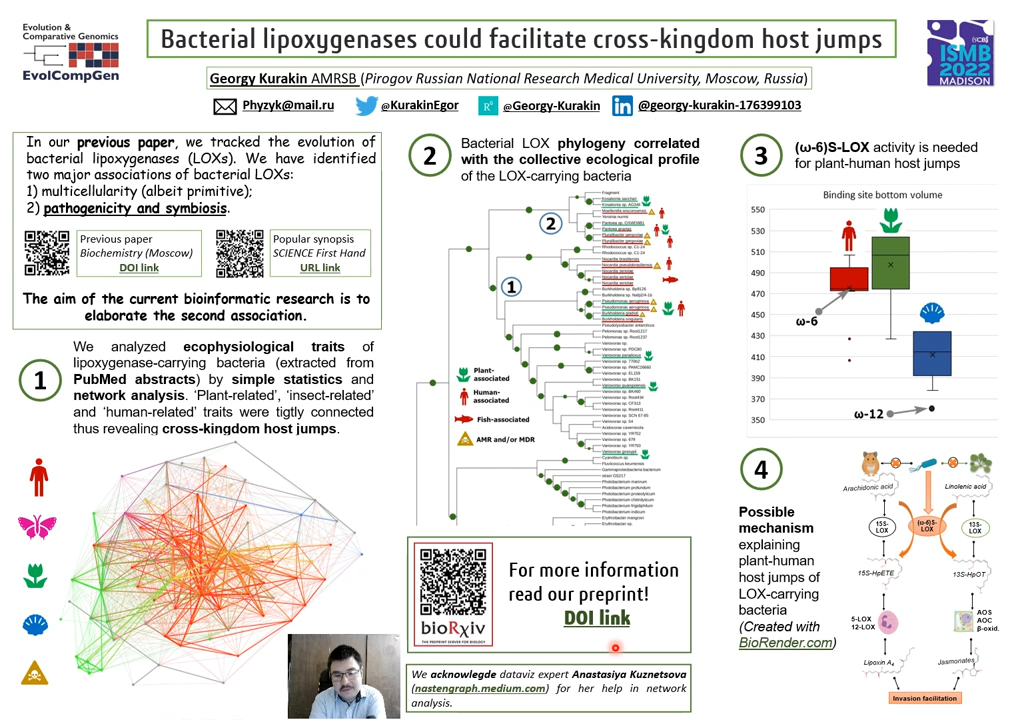 Evolution &
Comparative Genomics
EvolCompGen
Bacterial lipoxygenases could facilitate cross-kingdom host jumps
Georgy Kurakin AMRSB (Pirogov Russian National Research Medical University, Moscow, Russia)
Phyzyk@mail.ru
@KurakinEgor
@Georgy-Kurakin
@georgy-kurakin-176399103
ISCB
ISMB
2022
MADISON
In our previous paper, we tracked the evolution of
bacterial lipoxygenases (LOXs). We have identified
two major associations of bacterial LOXs:
1) multicellularity (albeit primitive);
2) pathogenicity and symbiosis.
Previous paper
Biochemistry (Moscow)
DOI link
Popular synopsis
SCIENCE First Hand
URL link
The aim of the current bioinformatic research is to
elaborate the second association.
1
We analyzed ecophysiological traits of
lipoxygenase-carrying bacteria (extracted from
PubMed abstracts) by simple statistics and
network analysis. ‘Plant-related’, ‘insect-related’
and ‘human-related’ traits were tigtly connected
thus revealing cross-kingdom host jumps.
2
Bacterial LOX phylogeny correlated
with the collective ecological profile
of the LOX-carrying bacteria
2
1
Plant-
associated
Human-
associated
Fish-associated
AMR and/or MDR
For more information
read our preprint!
DOI link
bioRxiv
THE PREPRINT SERVER FOR BIOLOGY
We acknowlegde dataviz expert Anastasiya Kuznetsova
(nastengraph.medium.com) for her help in network
analysis.
3
(ω-6)S-LOX activity is needed
for plant-human host jumps
Binding site bottom volume
550
530
510
490
470
450
430
410
390
370
350
ω-6
ω-12
4
Possible
mechanism
explaining
plant-human
host jumps of
LOX-carrying
bacteria
(Created with
BioRender.com)
Arachidonic acid
Linolenic acid
15S-
LOX
(ω-6)S-
LOX
13S-
LOX
15S-HpETE
13S-HpOT
5-LOX
12-LOX
AOS
AOC
β-oxid.
Lipoxin A₄
Jasmonates
Invasion facilitation